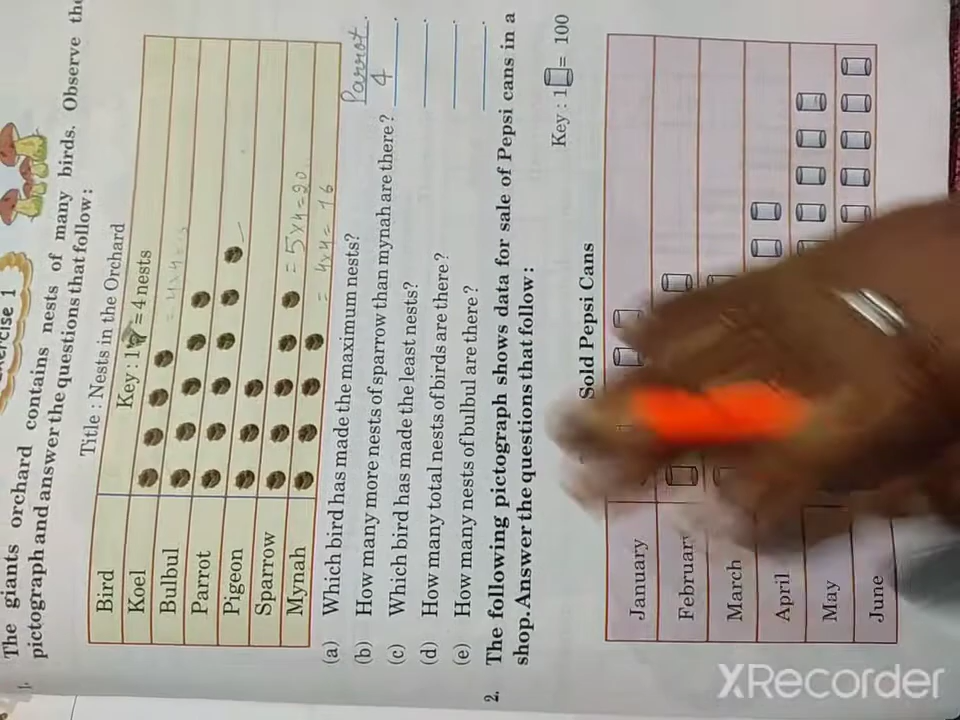 Exercise 1
1. The giants orchard contains nests of many birds. Observe the
pictograph and answer the questions that follow :
Title : Nests in the Orchard
Key : 1 = 4 nests
Bird
Koel
Bulbul
Parrot
Pigeon
Sparrow
Mynah
= 5 x 4 = 20
= 4 x 4 = 16
(a) Which bird has made the maximum nests? Parrot.
(b) How many more nests of sparrow than mynah are there? 4.
(c) Which bird has made the least nests?
(d) How many total nests of birds are there?
(e) How many nests of bulbul are there?
2. The following pictograph shows data for sale of Pepsi cans in a
shop. Answer the questions that follow :
Key : 1 = 100
Sold Pepsi Cans
January
February
March
April
May
June
XRecorder